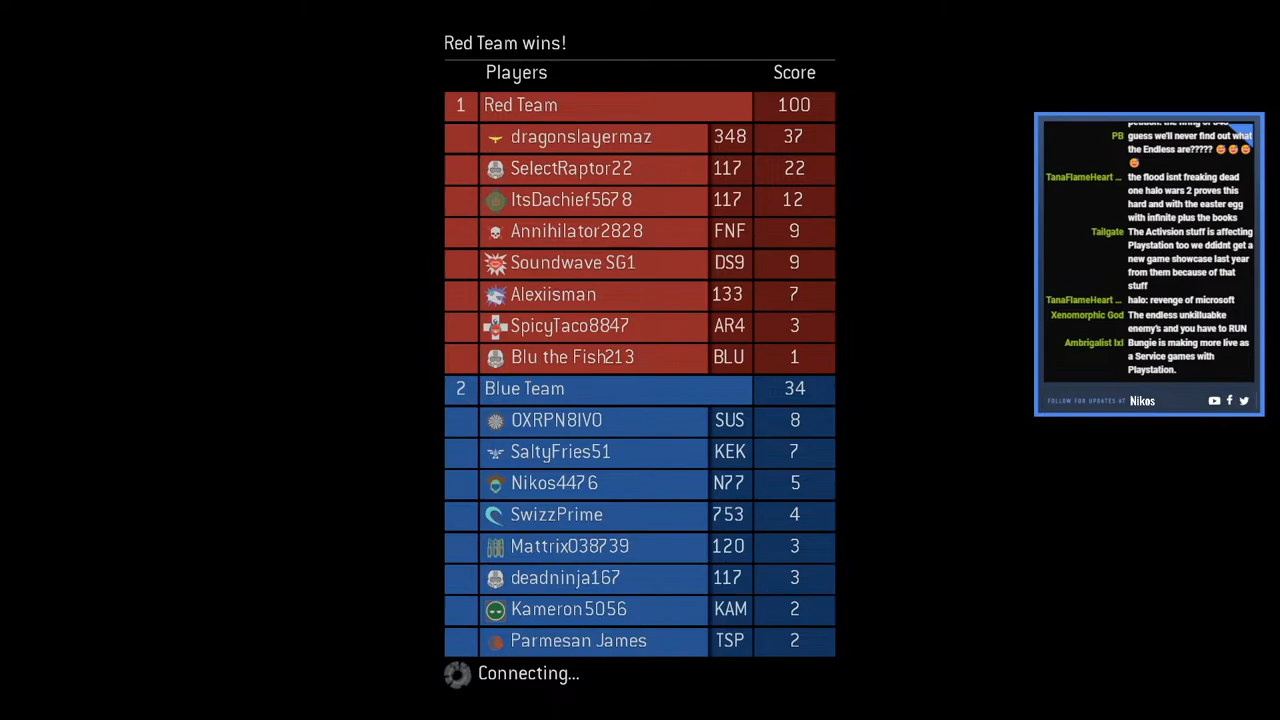 Red Team wins!
Players Score
1 Red Team 100
dragonslayermaz 348 37
SelectRaptor22 117 22
ItsDachief5678 117 12
Annihilator2828 FNF 9
Soundwave SG1 DS9 9
Alexiisman 133 7
SpicyTaco8847 AR4 3
Blu the Fish213 BLU 1
2 Blue Team 34
OXRPN8IVO SUS 8
SaltyFries51 KEK 7
Nikos4476 N77 5
SwizzPrime 753 4
Mattrix038739 120 3
deadninja167 117 3
Kameron5056 KAM 2
Parmesan James TSP 2
Connecting...
PB guess we'll never find out what
the Endless are?????
TanaFlameHeart ... the flood isnt freaking dead
one halo wars 2 proves this
hard and with the easter egg
with infinite plus the books
Tailgate The Activsion stuff is affecting
Playstation too we ddidnt get a
new game showcase last year
from them because of that
stuff
TanaFlameHeart ... halo: revenge of microsoft
Xenomorphic God The endless unkilluabke
enemy's and you have to RUN
Ambrigalist lxl Bungie is making more live as
a Service games with
Playstation.
FOLLOW FOR UPDATES AT Nikos